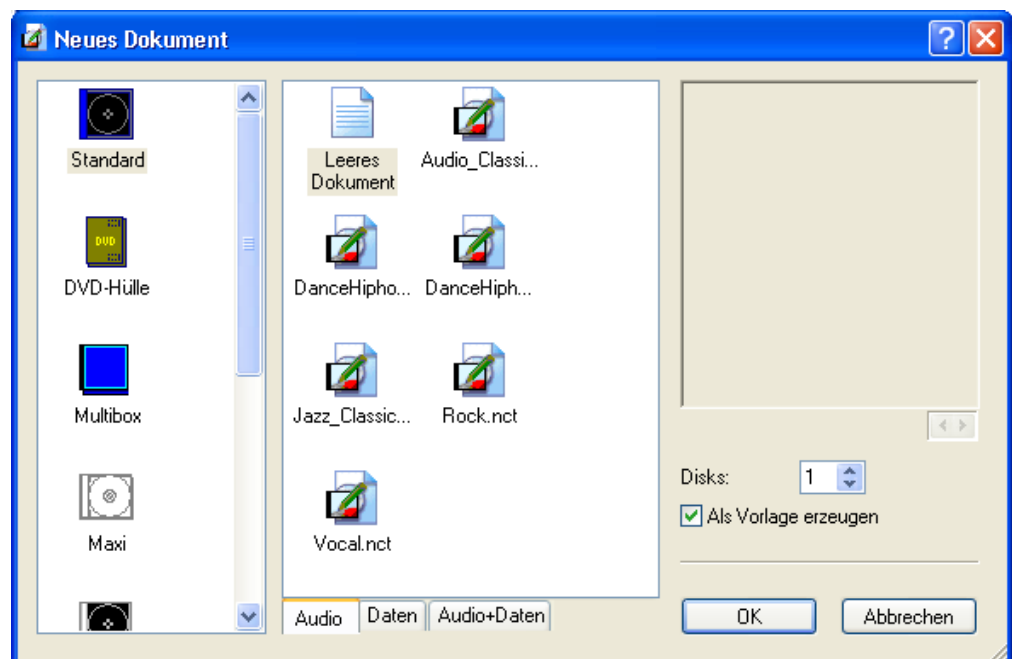 Neues Dokument
Standard
DVD
DVD-Hülle
Multibox
Maxi
Leeres
Dokument
Audio_Classi...
DanceHipho...
DanceHiph...
Jazz_Classic...
Rock.nct
Vocal.nct
Audio
Daten
Audio+Daten
Disks:
1
Als Vorlage erzeugen
OK
Abbrechen